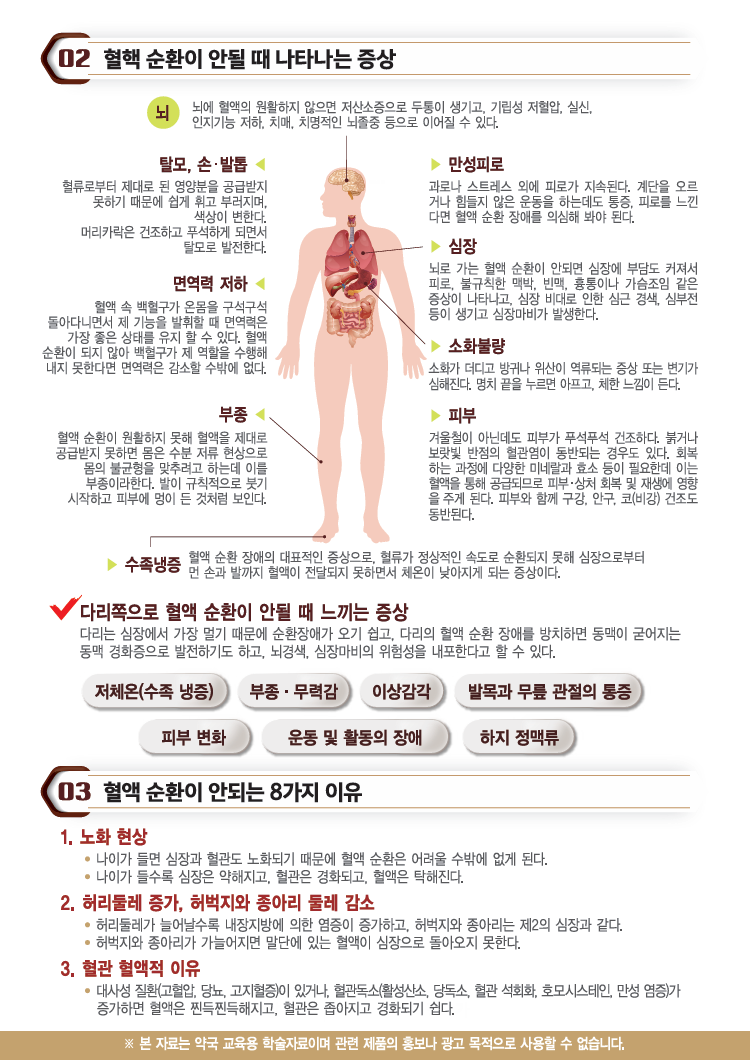 02 혈핵 순환이 안될 때 나타나는 증상
뇌
뇌에 혈액의 원활하지 않으면 저산소증으로 두통이 생기고, 기립성 저혈압, 실신,
인지기능 저하, 치매, 치명적인 뇌졸중 등으로 이어질 수 있다.
탈모, 손·발톱
혈류로부터 제대로 된 영양분을 공급받지
못하기 때문에 쉽게 휘고 부러지며,
색상이 변한다.
머리카락은 건조하고 푸석하게 되면서
탈모로 발전한다.
면역력 저하
혈액 속 백혈구가 온몸을 구석구석
돌아다니면서 제 기능을 발휘할 때 면역력은
가장 좋은 상태를 유지 할 수 있다. 혈액
순환이 되지 않아 백혈구가 제 역할을 수행해
내지 못한다면 면역력은 감소할 수밖에 없다.
부종
혈액 순환이 원활하지 못해 혈액을 제대로
공급받지 못하면 몸은 수분 저류 현상으로
몸의 불균형을 맞추려고 하는데 이를
부종이라한다. 발이 규칙적으로 붓기
시작하고 피부에 멍이 든 것처럼 보인다.
만성피로
과로나 스트레스 외에 피로가 지속된다. 계단을 오르
거나 힘들지 않은 운동을 하는데도 통증, 피로를 느낀
다면 혈액 순환 장애를 의심해 봐야 된다.
심장
뇌로 가는 혈액 순환이 안되면 심장에 부담도 커져서
피로, 불규칙한 맥박, 빈맥, 흉통이나 가슴조임 같은
증상이 나타나고, 심장 비대로 인한 심근 경색, 심부전
등이 생기고 심장마비가 발생한다.
소화불량
소화가 더디고 방귀나 위산이 역류되는 증상 또는 변기가
심해진다. 명치 끝을 누르면 아프고, 체한 느낌이 든다.
피부
겨울철이 아닌데도 피부가 푸석푸석 건조하다. 붉거나
보랏빛 반점의 혈관염이 동반되는 경우도 있다. 회복
하는 과정에 다양한 미네랄과 효소 등이 필요한데 이는
혈액을 통해 공급되므로 피부·상처 회복 및 재생에 영향
을 주게 된다. 피부와 함께 구강, 안구, 코(비강) 건조도
동반된다.
수족냉증
혈액 순환 장애의 대표적인 증상으로, 혈류가 정상적인 속도로 순환되지 못해 심장으로부터
먼 손과 발까지 혈액이 전달되지 못하면서 체온이 낮아지게 되는 증상이다.
다리쪽으로 혈액 순환이 안될 때 느끼는 증상
다리는 심장에서 가장 멀기 때문에 순환장애가 오기 쉽고, 다리의 혈액 순환 장애를 방치하면 동맥이 굳어지는
동맥 경화증으로 발전하기도 하고, 뇌경색, 심장마비의 위험성을 내포한다고 할 수 있다.
저체온(수족 냉증) 부종·무력감 이상감각 발목과 무릎 관절의 통증
피부 변화 운동 및 활동의 장애 하지 정맥류
03 혈액 순환이 안되는 8가지 이유
1. 노화 현상
• 나이가 들면 심장과 혈관도 노화되기 때문에 혈액 순환은 어려울 수밖에 없게 된다.
• 나이가 들수록 심장은 약해지고, 혈관은 경화되고, 혈액은 탁해진다.
2. 허리둘레 증가, 허벅지와 종아리 둘레 감소
• 허리둘레가 늘어날수록 내장지방에 의한 염증이 증가하고, 허벅지와 종아리는 제2의 심장과 같다.
• 허벅지와 종아리가 가늘어지면 말단에 있는 혈액이 심장으로 돌아오지 못한다.
3. 혈관 혈액적 이유
• 대사성 질환(고혈압, 당뇨, 고지혈증)이 있거나, 혈관독소(활성산소, 당독소, 혈관 석회화, 호모시스테인, 만성 염증)가
증가하면 혈액은 찐득찐득해지고, 혈관은 좁아지고 경화되기 쉽다.
※ 본 자료는 약국 교육용 학술자료이며 관련 제품의 홍보나 광고 목적으로 사용할 수 없습니다.